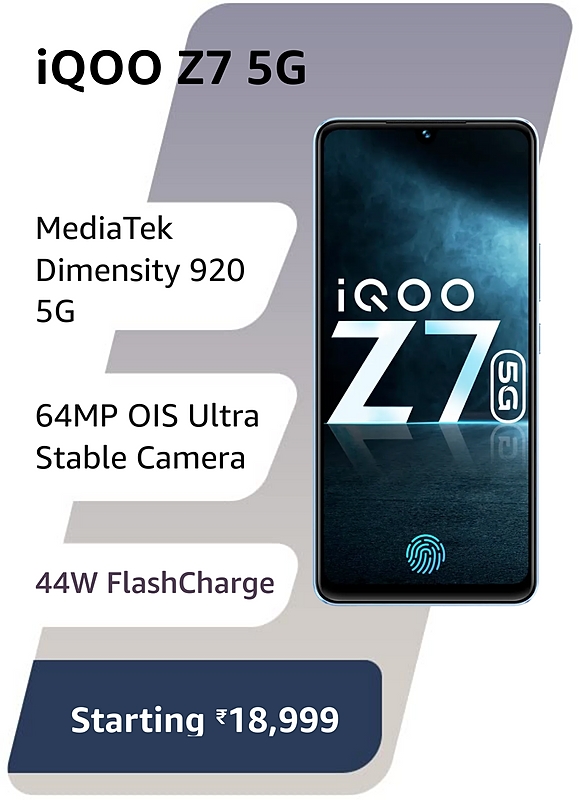 iQOO Z7 5G
MediaTek
Dimensity 920
5G
64MP OIS Ultra
Stable Camera
44W FlashCharge
iQOO
Z7
5G
Starting ₹18,999